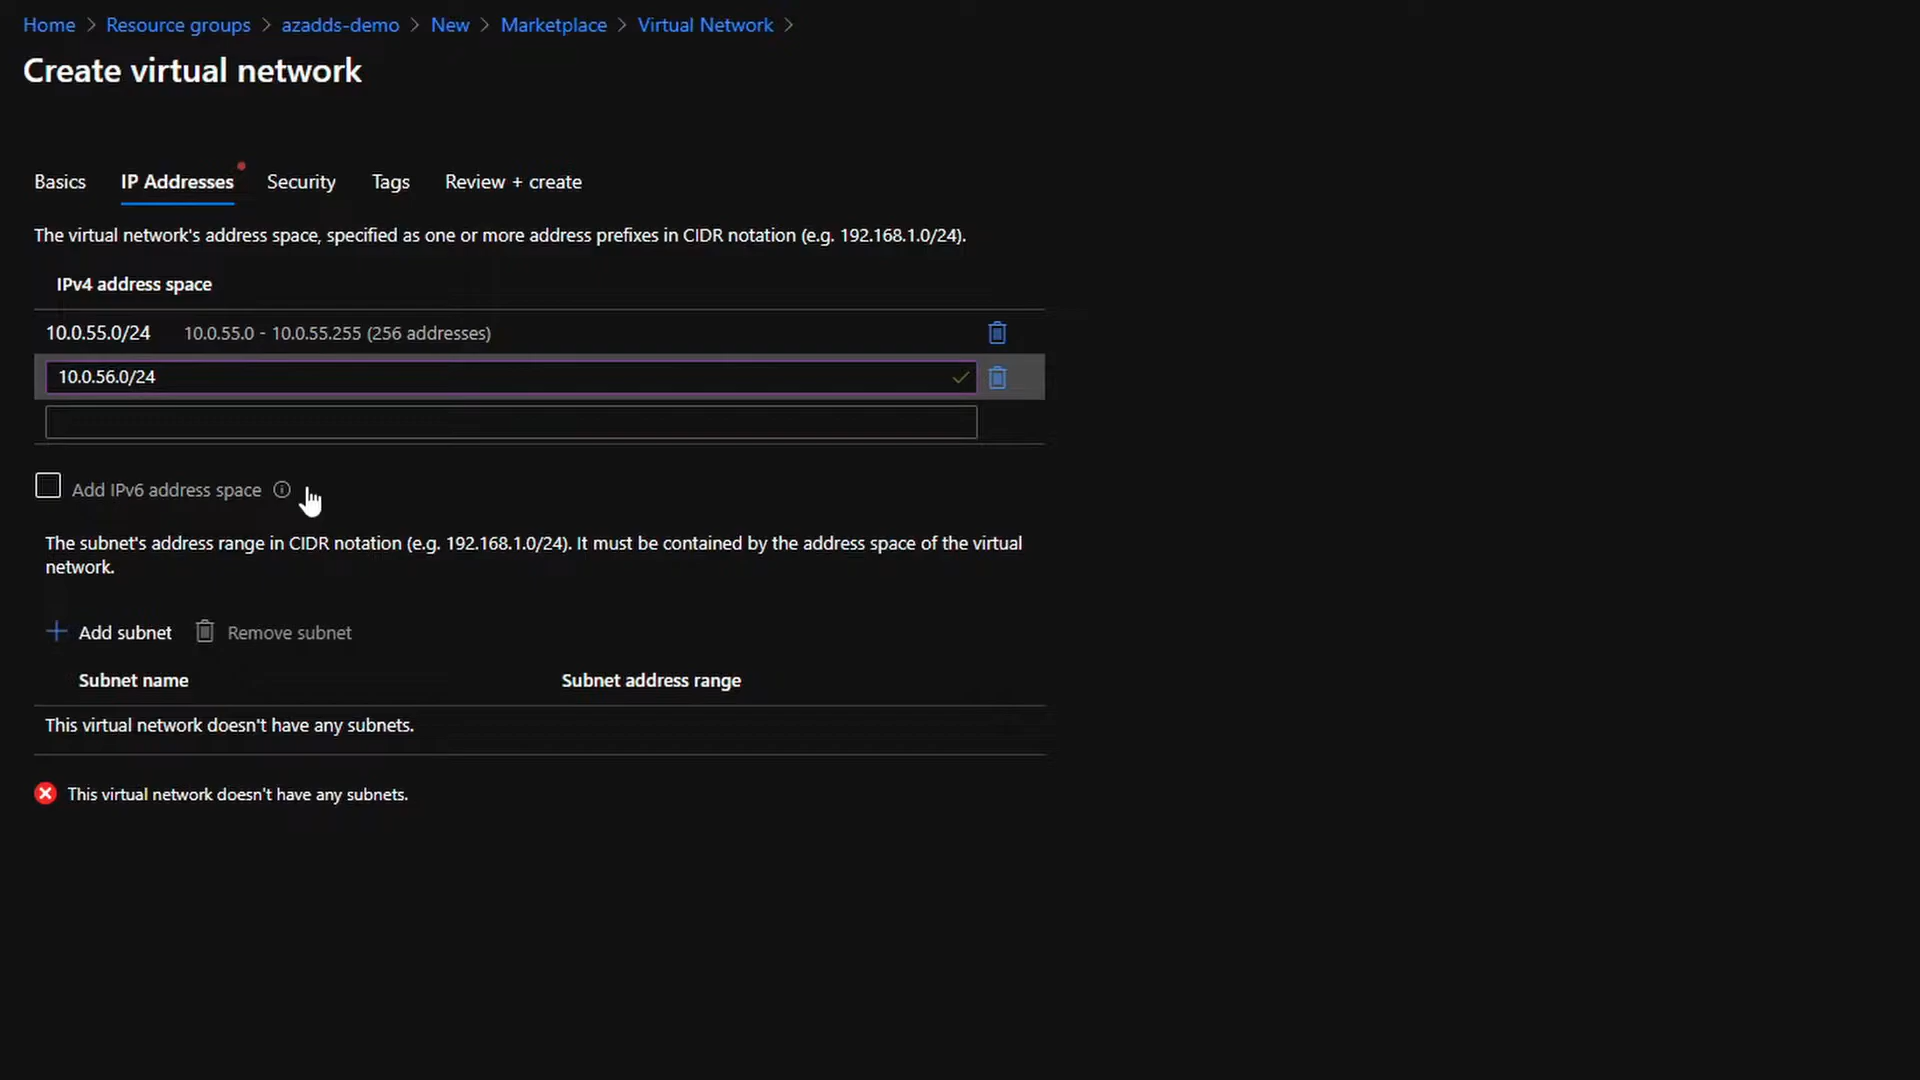 Home > Resource groups > azadds-demo > New > Marketplace > Virtual Network >
Create virtual network
Basics IP Addresses Security Tags Review + create
The virtual network's address space, specified as one or more address prefixes in CIDR notation (e.g. 192.168.1.0/24).
IPv4 address space
10.0.55.0/24 10.0.55.0 - 10.0.55.255 (256 addresses)
10.0.56.0/24
Add IPv6 address space
The subnet's address range in CIDR notation (e.g. 192.168.1.0/24). It must be contained by the address space of the virtual
network.
+ Add subnet Remove subnet
Subnet name Subnet address range
This virtual network doesn't have any subnets.
This virtual network doesn't have any subnets.